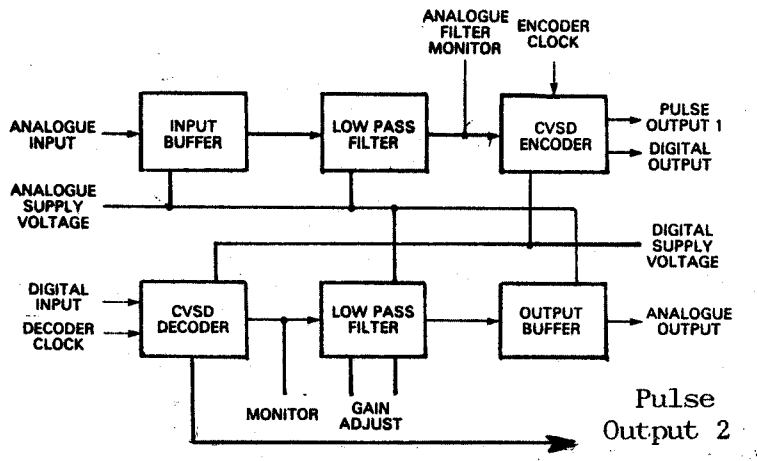 ANALOGUE
FILTER
MONITOR
ENCODER
CLOCK
ANALOGUE
INPUT
INPUT
BUFFER
LOW PASS
FILTER
CVSD
ENCODER
PULSE
OUTPUT 1
DIGITAL
OUTPUT
ANALOGUE
SUPPLY
VOLTAGE
DIGITAL
SUPPLY
VOLTAGE
DIGITAL
INPUT
DECODER
CLOCK
CVSD
DECODER
LOW PASS
FILTER
OUTPUT
BUFFER
ANALOGUE
OUTPUT
MONITOR
GAIN
ADJUST
Pulse
Output 2